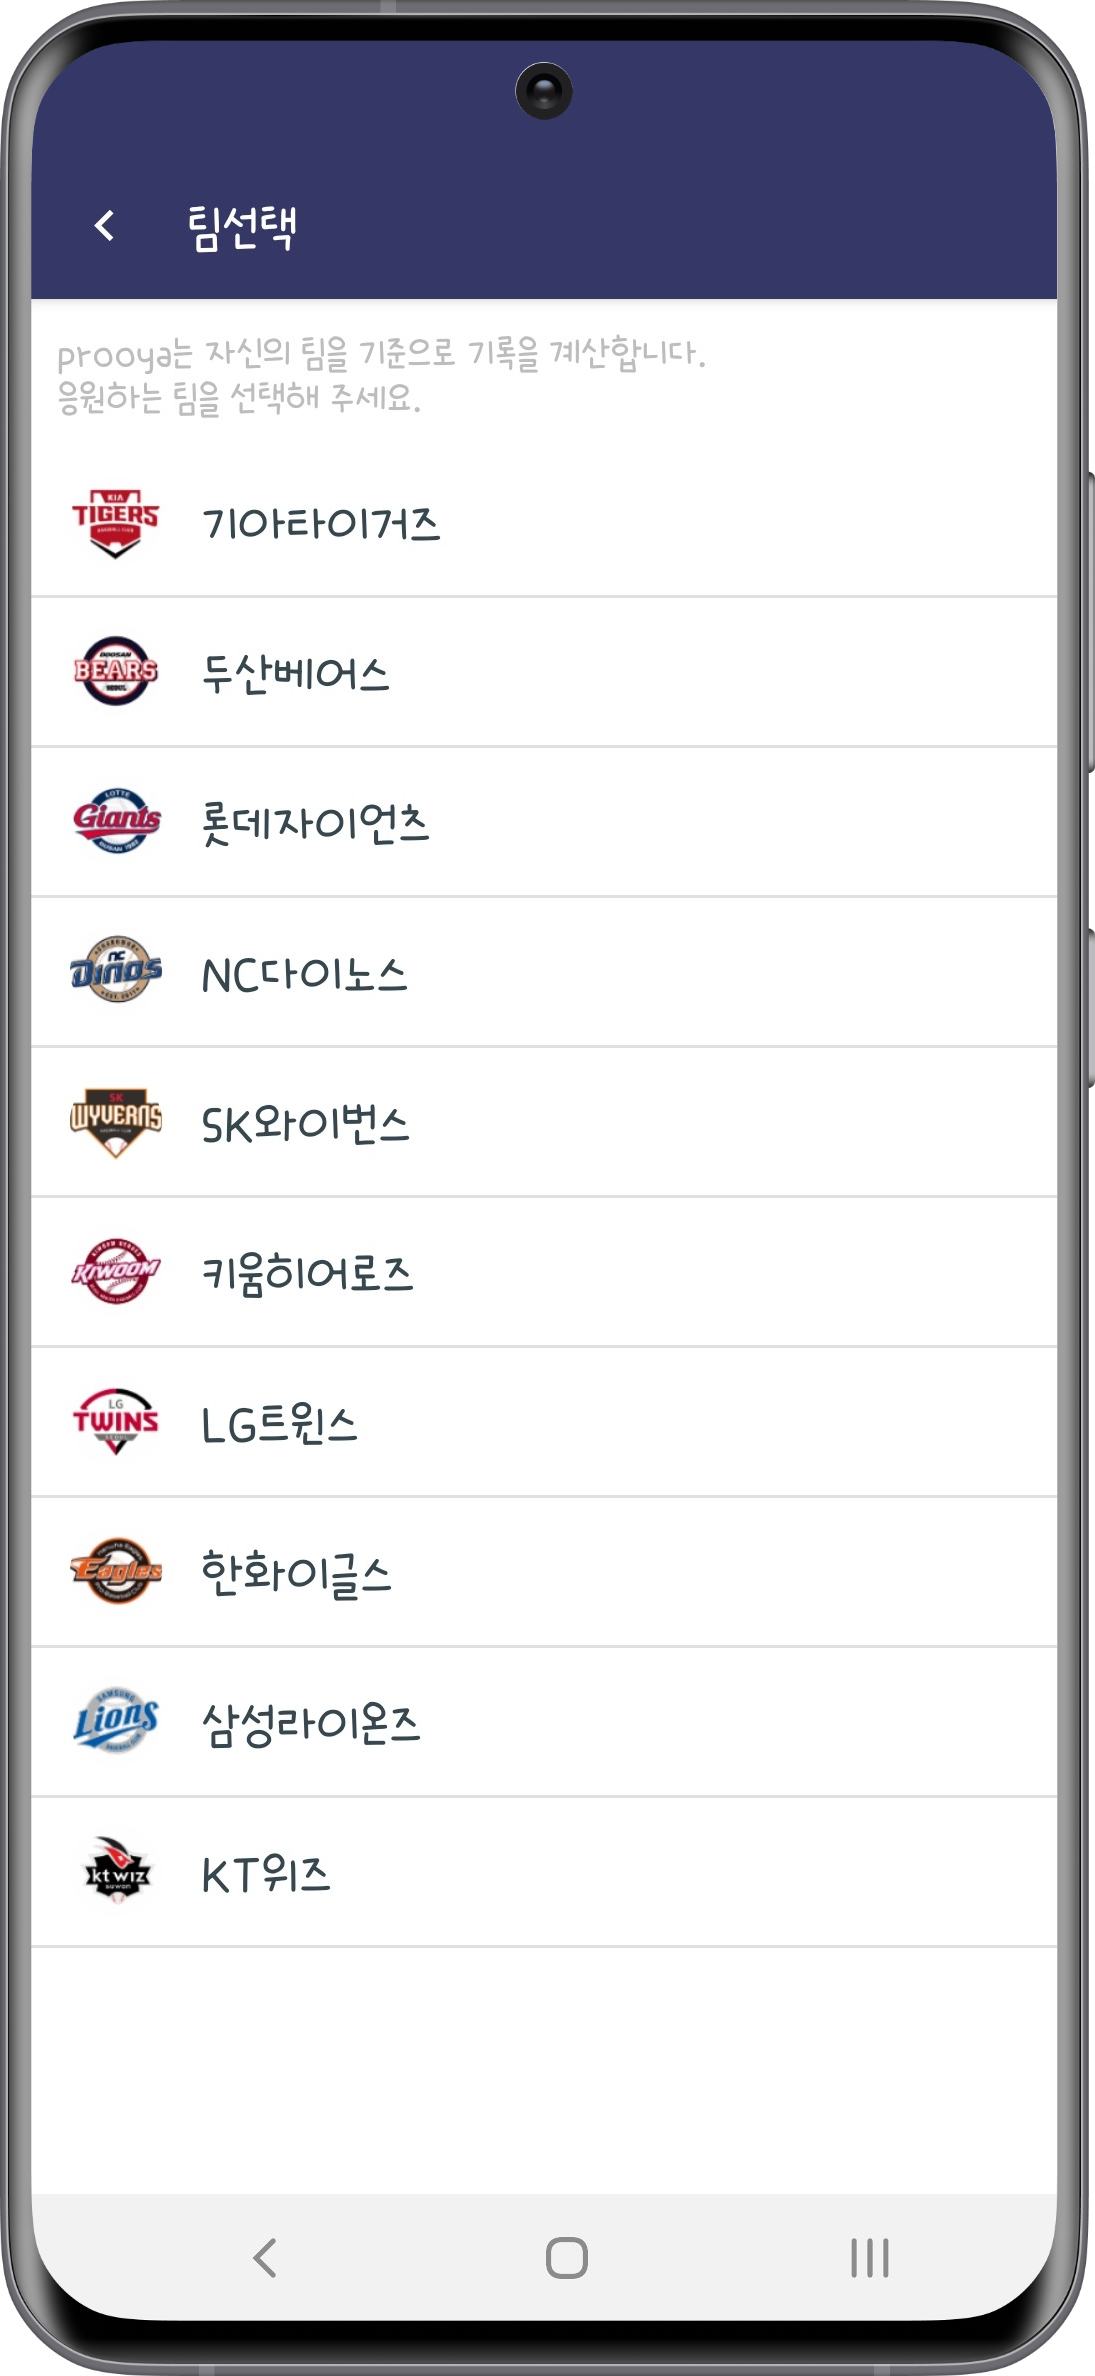 팀선택
prooya는 자신의 팀을 기준으로 기록을 계산합니다.
응원하는 팀을 선택해 주세요.
KIA
TIGERS
기아타이거즈
DOOSAN
BEARS
SEOUL
두산베어스
LOTTE
Giants
롯데자이언츠
NC
DINOS
NC다이노스
SK
WYVERNS
SK와이번스
KIWOOM
키움히어로즈
LG
TWINS
LG트윈스
Eagles
한화이글스
SAMSUNG
Lions
삼성라이온즈
kt wiz
suwon
KT위즈